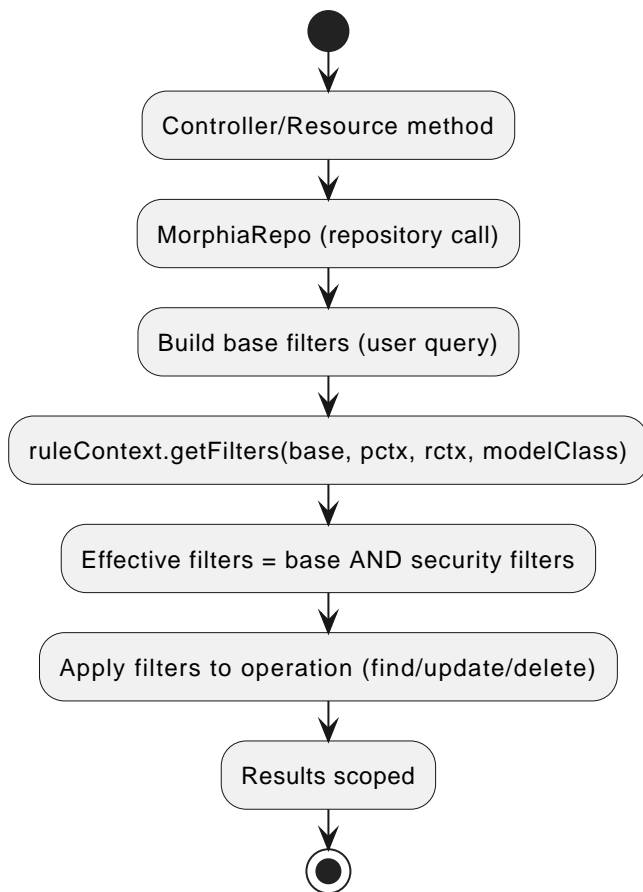 Controller/Resource method
MorphiaRepo (repository call)
Build base filters (user query)
ruleContext.getFilters(base, pctx, rctx, modelClass)
Effective filters = base AND security filters
Apply filters to operation (find/update/delete)
Results scoped